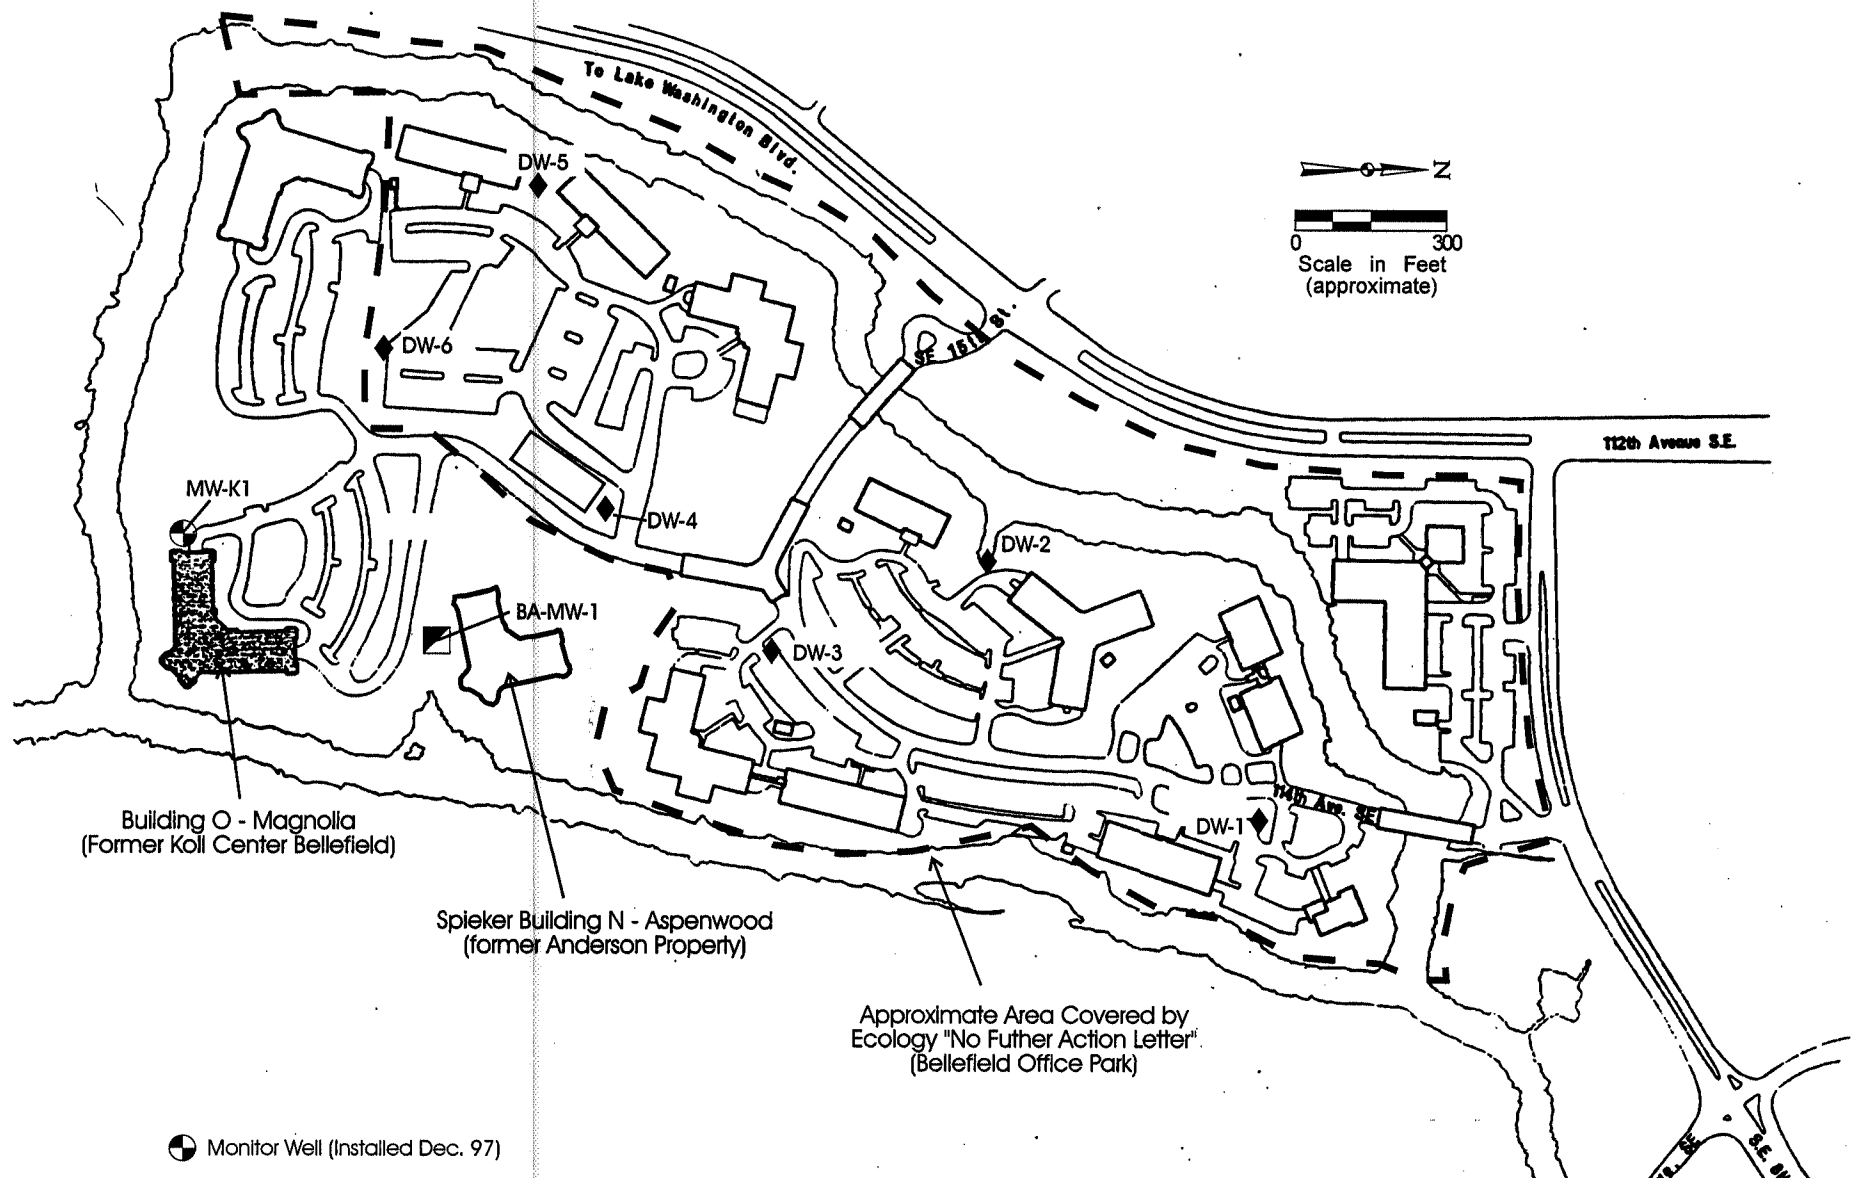 To Lake Washington Blvd.
N
0 300
Scale in Feet
(approximate)
DW-5
DW-6
SE 15th St.
112th Avenue S.E.
MW-K1
DW-4
DW-2
BA-MW-1
DW-3
114th Ave. SE
DW-1
Building O - Magnolia
(Former Koll Center Bellefield)
Spieker Building N - Aspenwood
(former Anderson Property)
Approximate Area Covered by
Ecology "No Futher Action Letter"
(Bellefield Office Park)
Monitor Well (Installed Dec. 97)
S.E.